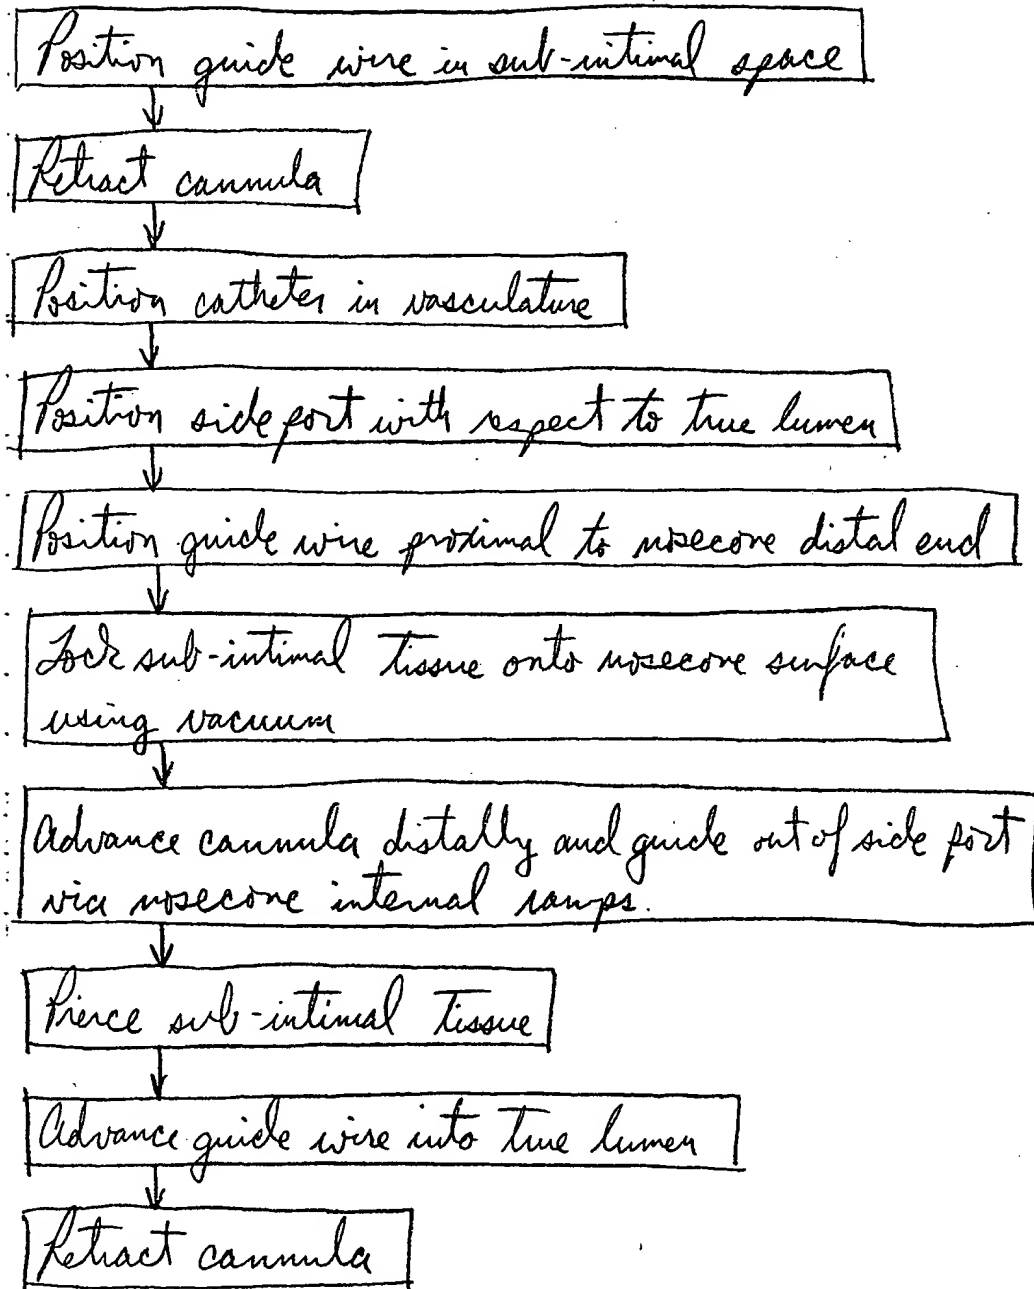 Position guide wire in sub-intimal space
Retract cannula
Position catheter in vasculature
Position side port with respect to true lumen
Position guide wire proximal to nosecone distal end
Lock sub-intimal tissue onto nosecone surface
using vacuum
Advance cannula distally and guide out of side port
via nosecone internal ramps.
Pierce sub-intimal tissue
Advance guide wire into true lumen
Retract cannula